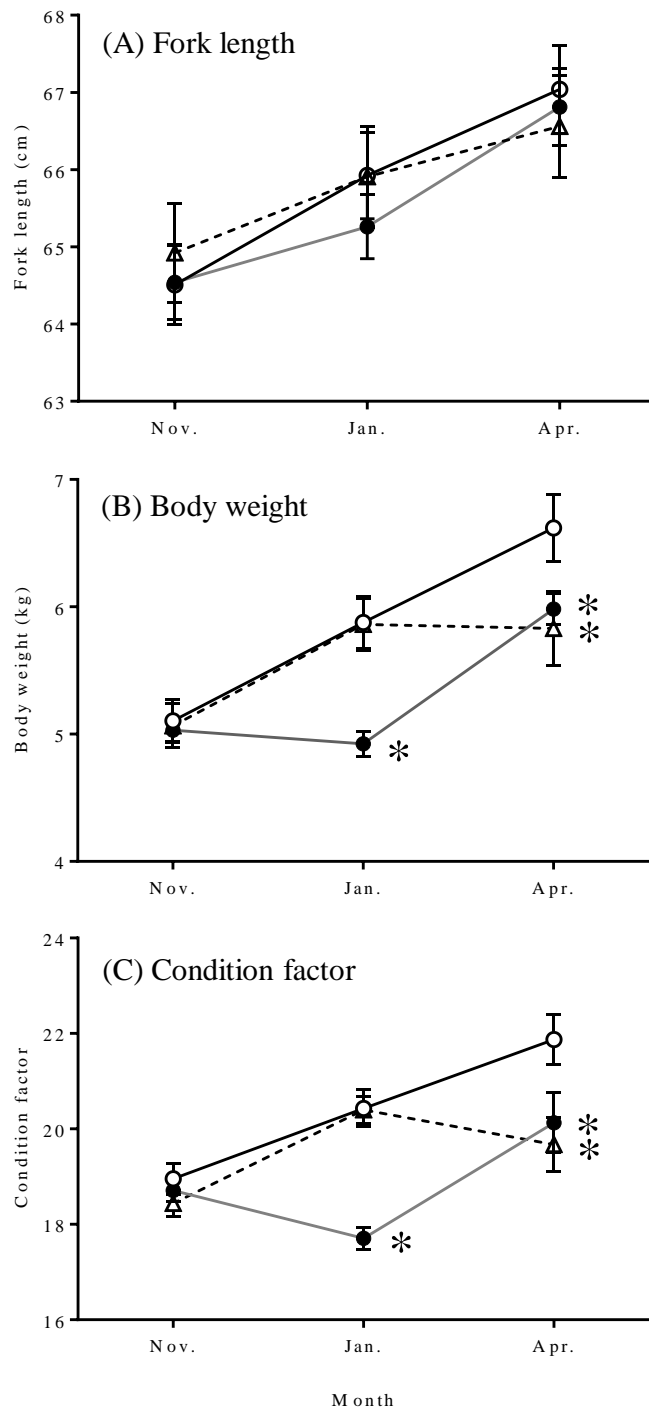 (A) Fork length
Fork length (cm)
68
67
66
65
64
63
Nov. Jan. Apr.
(B) Body weight
Body weight (kg)
7
6
5
4
*
*
*
Nov. Jan. Apr.
(C) Condition factor
Condition factor
24
22
20
18
16
*
*
*
Nov. Jan. Apr.
Month